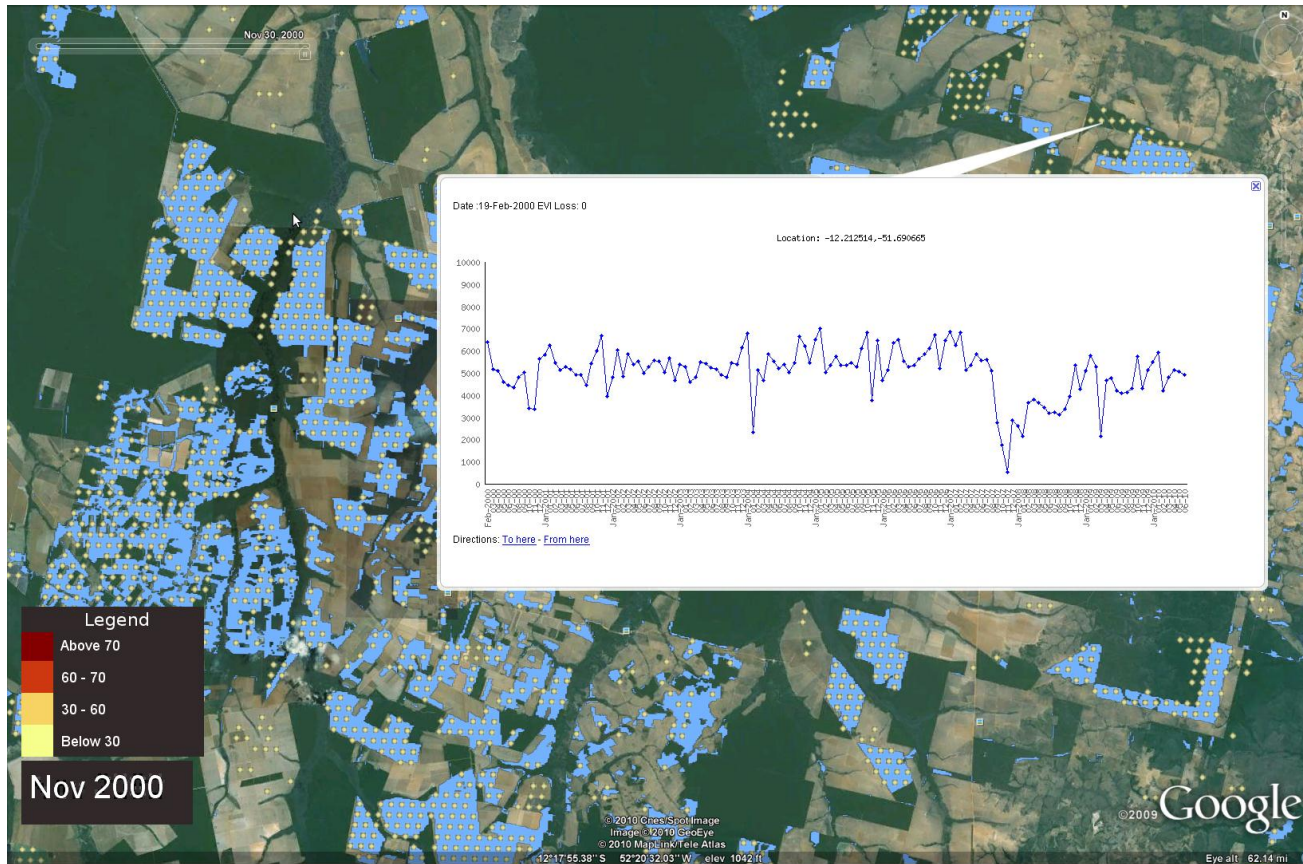 Nov 30, 2000
N
Date :19-Feb-2000 EVI Loss: 0
Location: -12.212514,-51.690665
10000
9000
8000
7000
6000
5000
4000
3000
2000
1000
0
Feb-2000
Directions: To here - From here
Legend
Above 70
60 - 70
30 - 60
Below 30
Nov 2000
© 2010 Cnes/Spot Image
Image © 2010 GeoEye
© 2010 MapLink/Tele Atlas
©2009 Google
12°17'55.38" S 52°20'32.03" W elev 1042 ft
Eye alt 62.14 mi